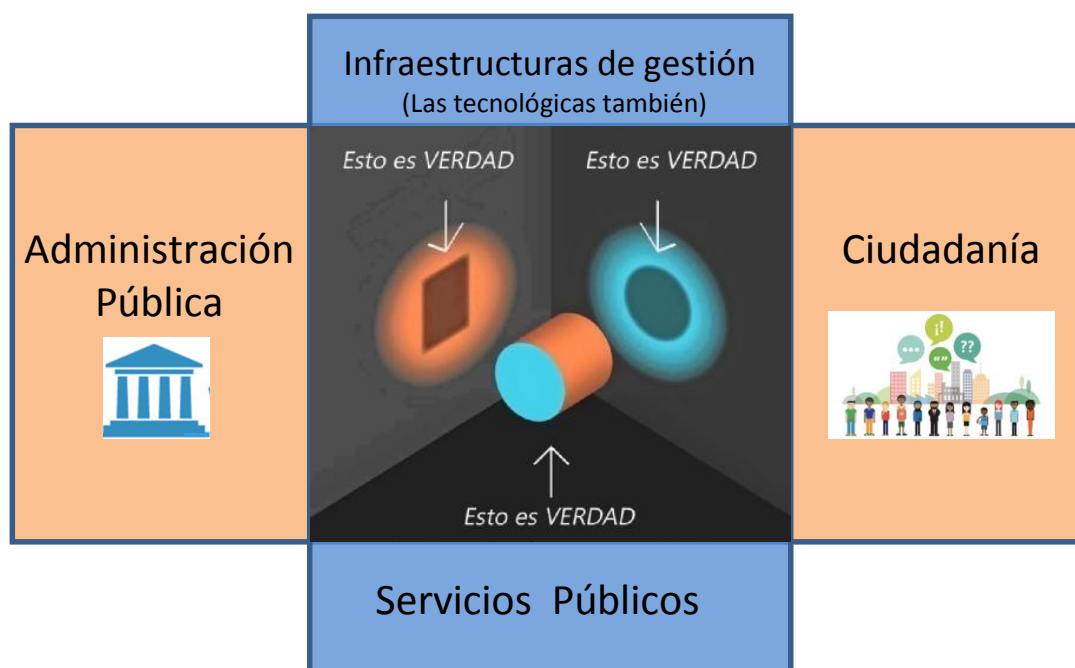 Infraestructuras de gestión
(Las tecnológicas también)
Esto es VERDAD
Esto es VERDAD
Administración
Pública
Ciudadanía
...
¡!
""
??
Esto es VERDAD
Servicios Públicos